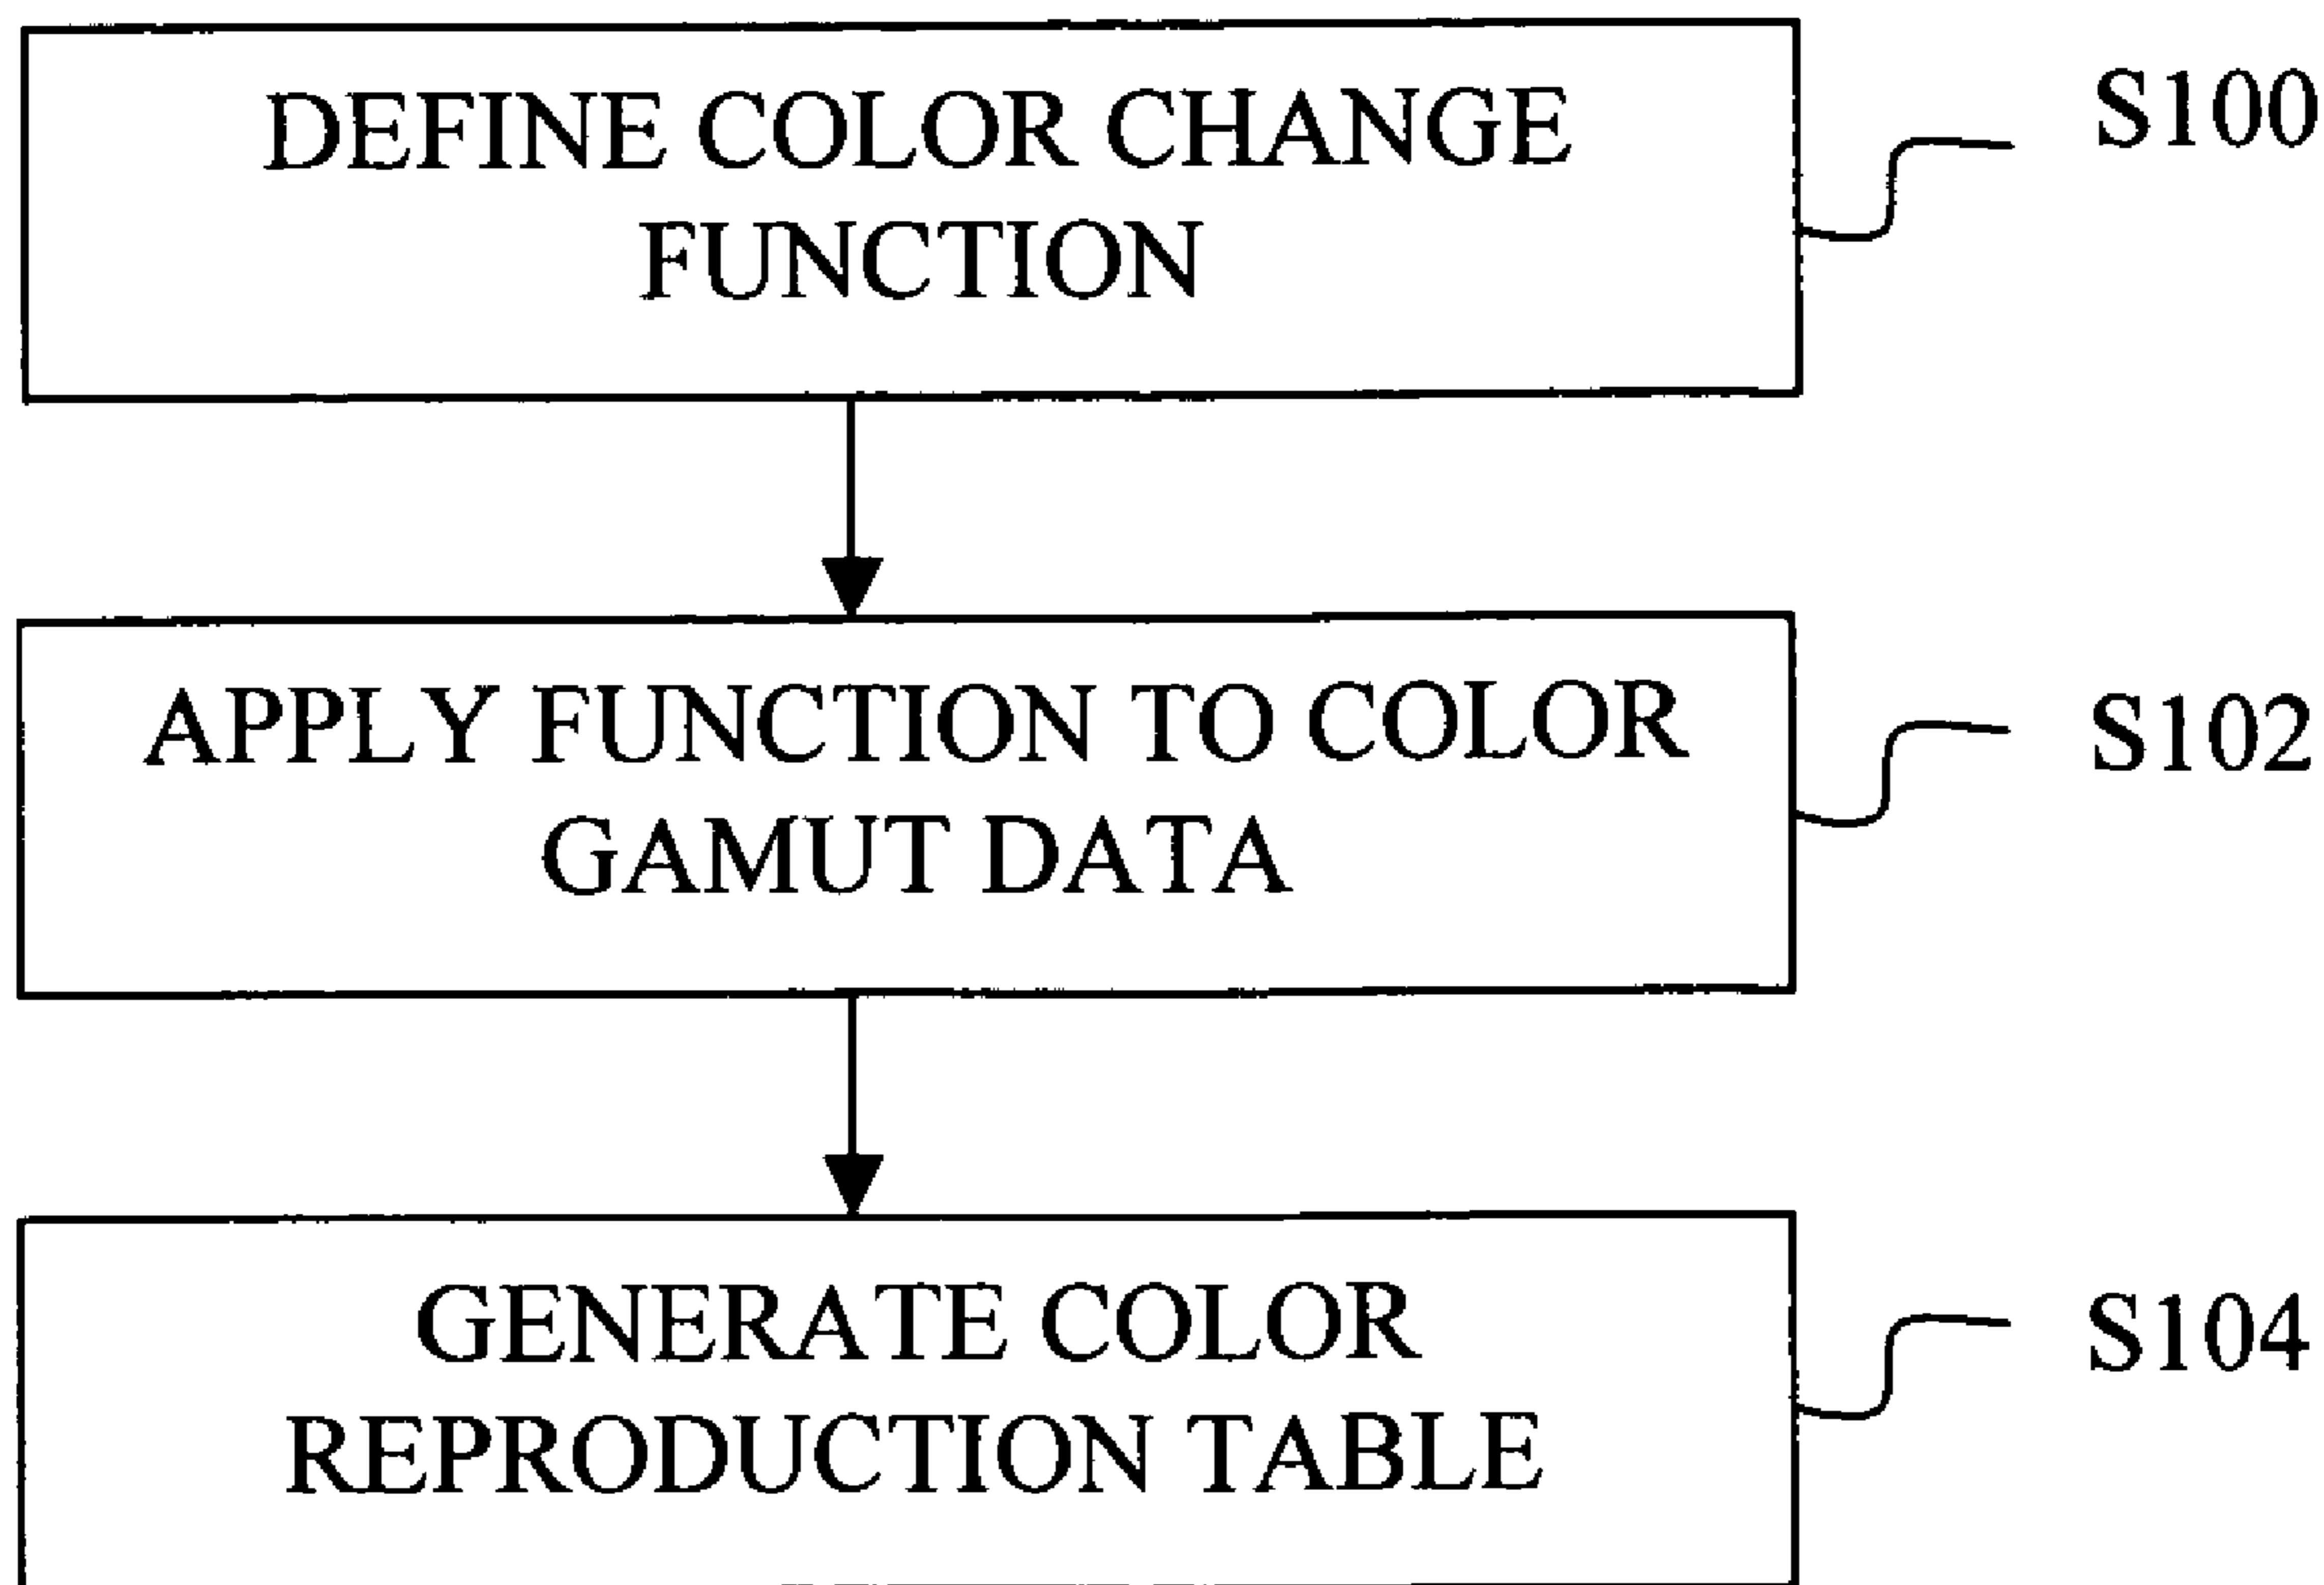 DEFINE COLOR CHANGE
FUNCTION
S100
APPLY FUNCTION TO COLOR
GAMUT DATA
S102
GENERATE COLOR
REPRODUCTION TABLE
S104